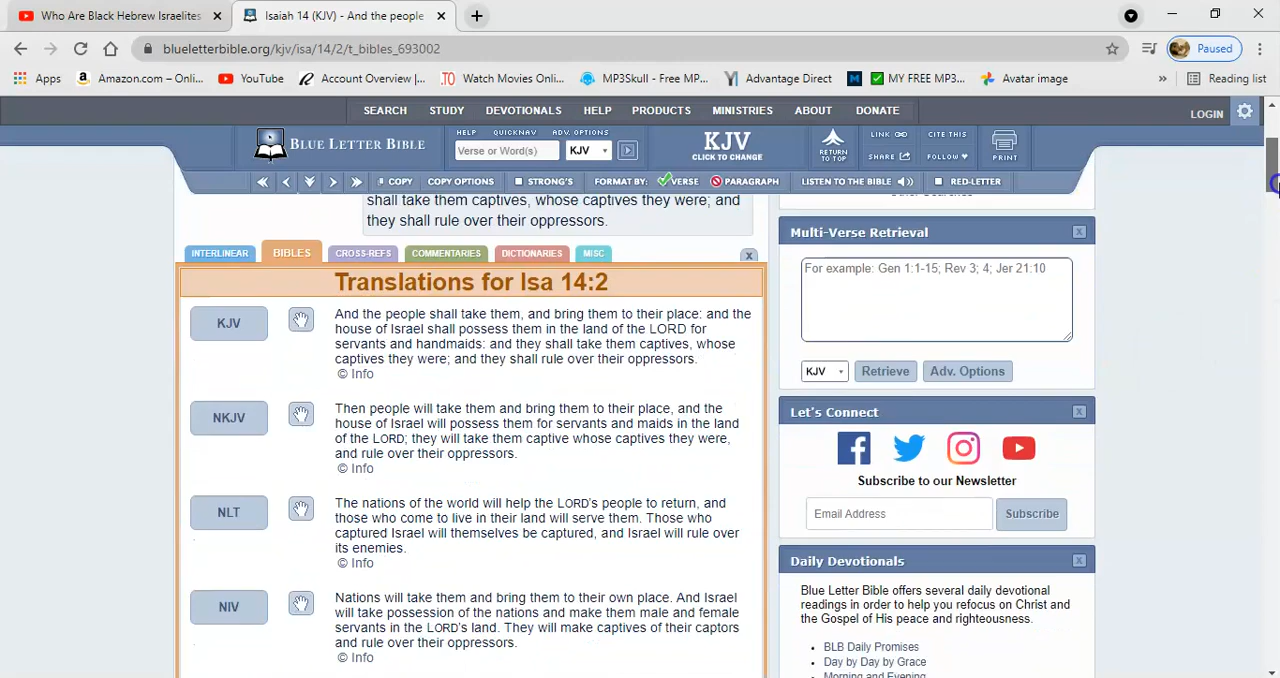 Who Are Black Hebrew Israelites
Isaiah 14 (KJV) - And the people
blueletterbible.org/kjv/isa/14/2/t_bibles_693002
Paused
Apps
Amazon.com – Onli...
YouTube
Account Overview |...
Watch Movies Onlin...
MP3Skull - Free MP...
Advantage Direct
MY FREE MP3...
Avatar image
»
Reading list
SEARCH STUDY DEVOTIONALS HELP PRODUCTS MINISTRIES ABOUT DONATE
LOGIN
BLUE LETTER BIBLE
HELP QUICKNAV ADV. OPTIONS
Verse or Word(s) KJV
KJV
CLICK TO CHANGE
RETURN
TO TOP
LINK
SHARE
CITE THIS
FOLLOW
PRINT
COPY COPY OPTIONS STRONG'S FORMAT BY: VERSE PARAGRAPH LISTEN TO THE BIBLE RED-LETTER
shall take them captives, whose captives they were; and
they shall rule over their oppressors.
INTERLINEAR BIBLES CROSS-REFS COMMENTARIES DICTIONARIES MISC X
Translations for Isa 14:2
KJV
And the people shall take them, and bring them to their place: and the
house of Israel shall possess them in the land of the LORD for
servants and handmaids: and they shall take them captives, whose
captives they were; and they shall rule over their oppressors.
© Info
NKJV
Then people will take them and bring them to their place, and the
house of Israel will possess them for servants and maids in the land
of the LORD; they will take them captive whose captives they were,
and rule over their oppressors.
© Info
NLT
The nations of the world will help the LORD's people to return, and
those who come to live in their land will serve them. Those who
captured Israel will themselves be captured, and Israel will rule over
its enemies.
© Info
NIV
Nations will take them and bring them to their own place. And Israel
will take possession of the nations and make them male and female
servants in the LORD's land. They will make captives of their captors
and rule over their oppressors.
© Info
Multi-Verse Retrieval X
For example: Gen 1:1-15; Rev 3; 4; Jer 21:10
KJV Retrieve Adv. Options
Let's Connect X
Subscribe to our Newsletter
Email Address Subscribe
Daily Devotionals X
Blue Letter Bible offers several daily devotional
readings in order to help you refocus on Christ and
the Gospel of His peace and righteousness.
BLB Daily Promises
Day by Day by Grace
Morning and Evening